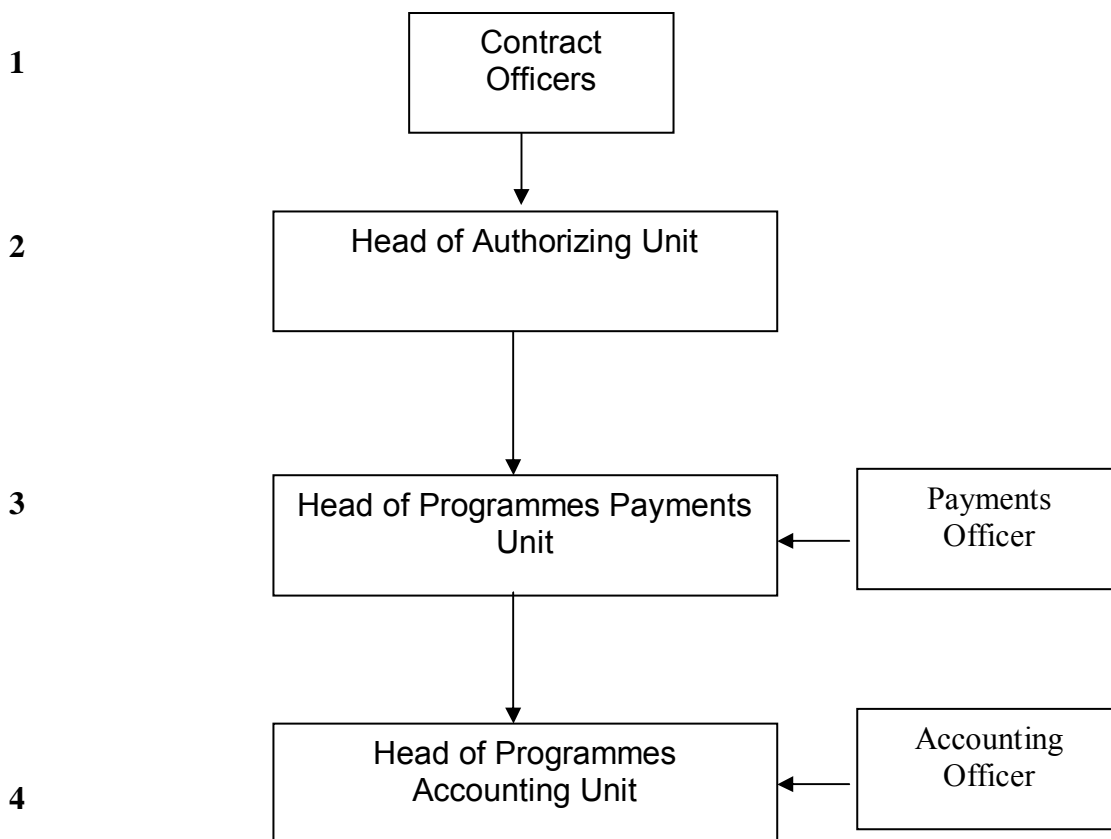 1
Contract
Officers
2
Head of Authorizing Unit
3
Head of Programmes Payments
Unit
Payments
Officer
Head of Programmes
Accounting Unit
Accounting
Officer
4